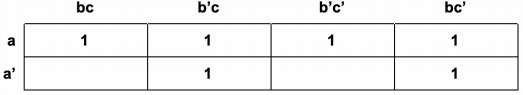 bc b’c b’c’ bc’
a 1 1 1 1
a’ 1 1